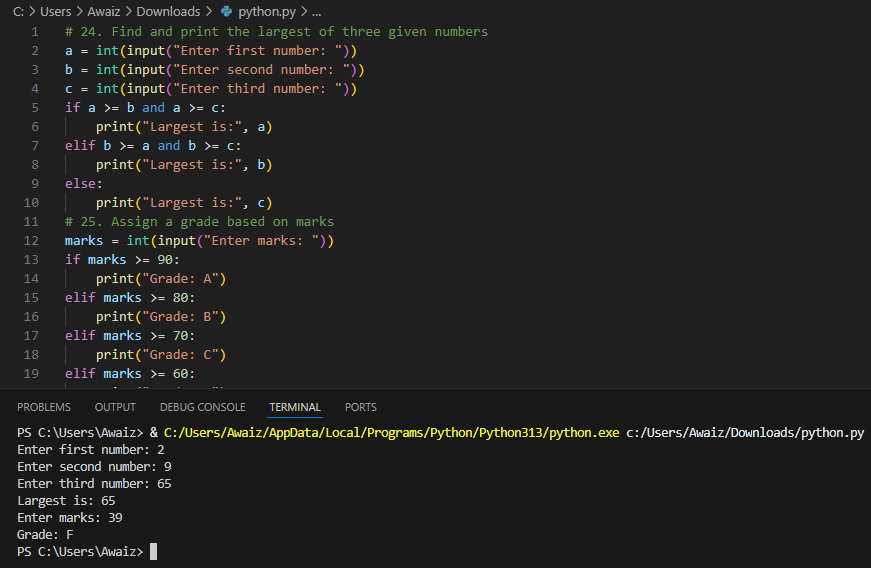 C: > Users > Awaiz > Downloads > python.py > ...
1 # 24. Find and print the largest of three given numbers
2 a = int(input("Enter first number: "))
3 b = int(input("Enter second number: "))
4 c = int(input("Enter third number: "))
5 if a >= b and a >= c:
6     print("Largest is:", a)
7 elif b >= a and b >= c:
8     print("Largest is:", b)
9 else:
10     print("Largest is:", c)
11 # 25. Assign a grade based on marks
12 marks = int(input("Enter marks: "))
13 if marks >= 90:
14     print("Grade: A")
15 elif marks >= 80:
16     print("Grade: B")
17 elif marks >= 70:
18     print("Grade: C")
19 elif marks >= 60:
PROBLEMS OUTPUT DEBUG CONSOLE TERMINAL PORTS
PS C:\Users\Awaiz> & C:/Users/Awaiz/AppData/Local/Programs/Python/Python313/python.exe c:/Users/Awaiz/Downloads/python.py
Enter first number: 2
Enter second number: 9
Enter third number: 65
Largest is: 65
Enter marks: 39
Grade: F
PS C:\Users\Awaiz>